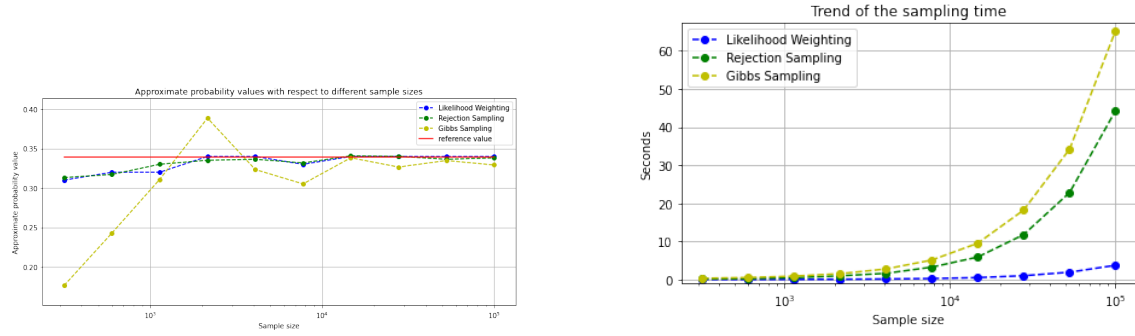 Approximate probability values with respect to different sample sizes
Approximate probability value
0.40
0.35
0.30
0.25
0.20
Likelihood Weighting
Rejection Sampling
Gibbs Sampling
reference value
10³
10⁴
10⁵
Sample size
Trend of the sampling time
Seconds
60
50
40
30
20
10
0
Likelihood Weighting
Rejection Sampling
Gibbs Sampling
10³
10⁴
10⁵
Sample size